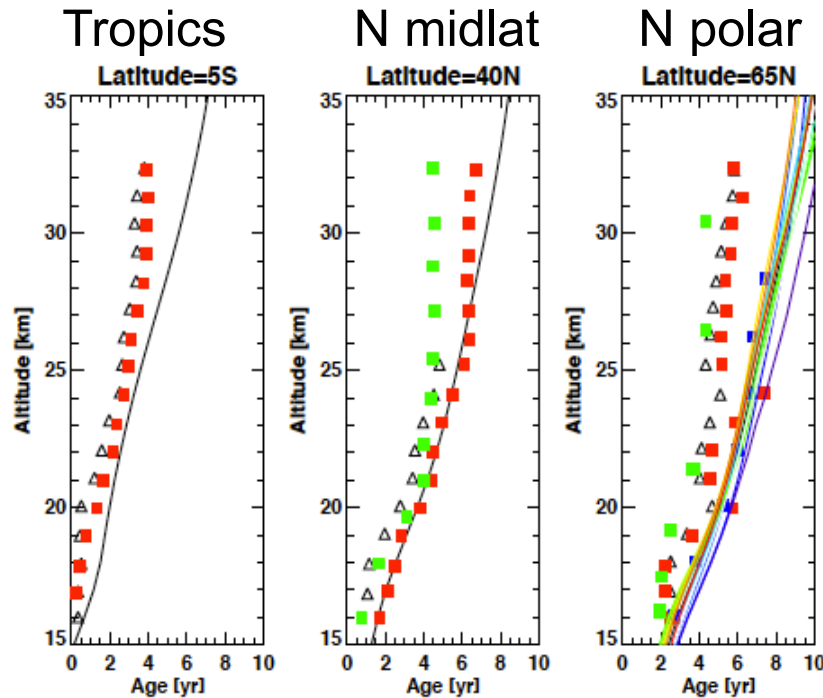 Tropics N midlat N polar
Latitude=5S Latitude=40N Latitude=65N
35 35 35
30 30 30
Altitude [km] Altitude [km] Altitude [km]
25 25 25
20 20 20
15 15 15
0 2 4 6 8 10 0 2 4 6 8 10 0 2 4 6 8 10
Age [yr] Age [yr] Age [yr]